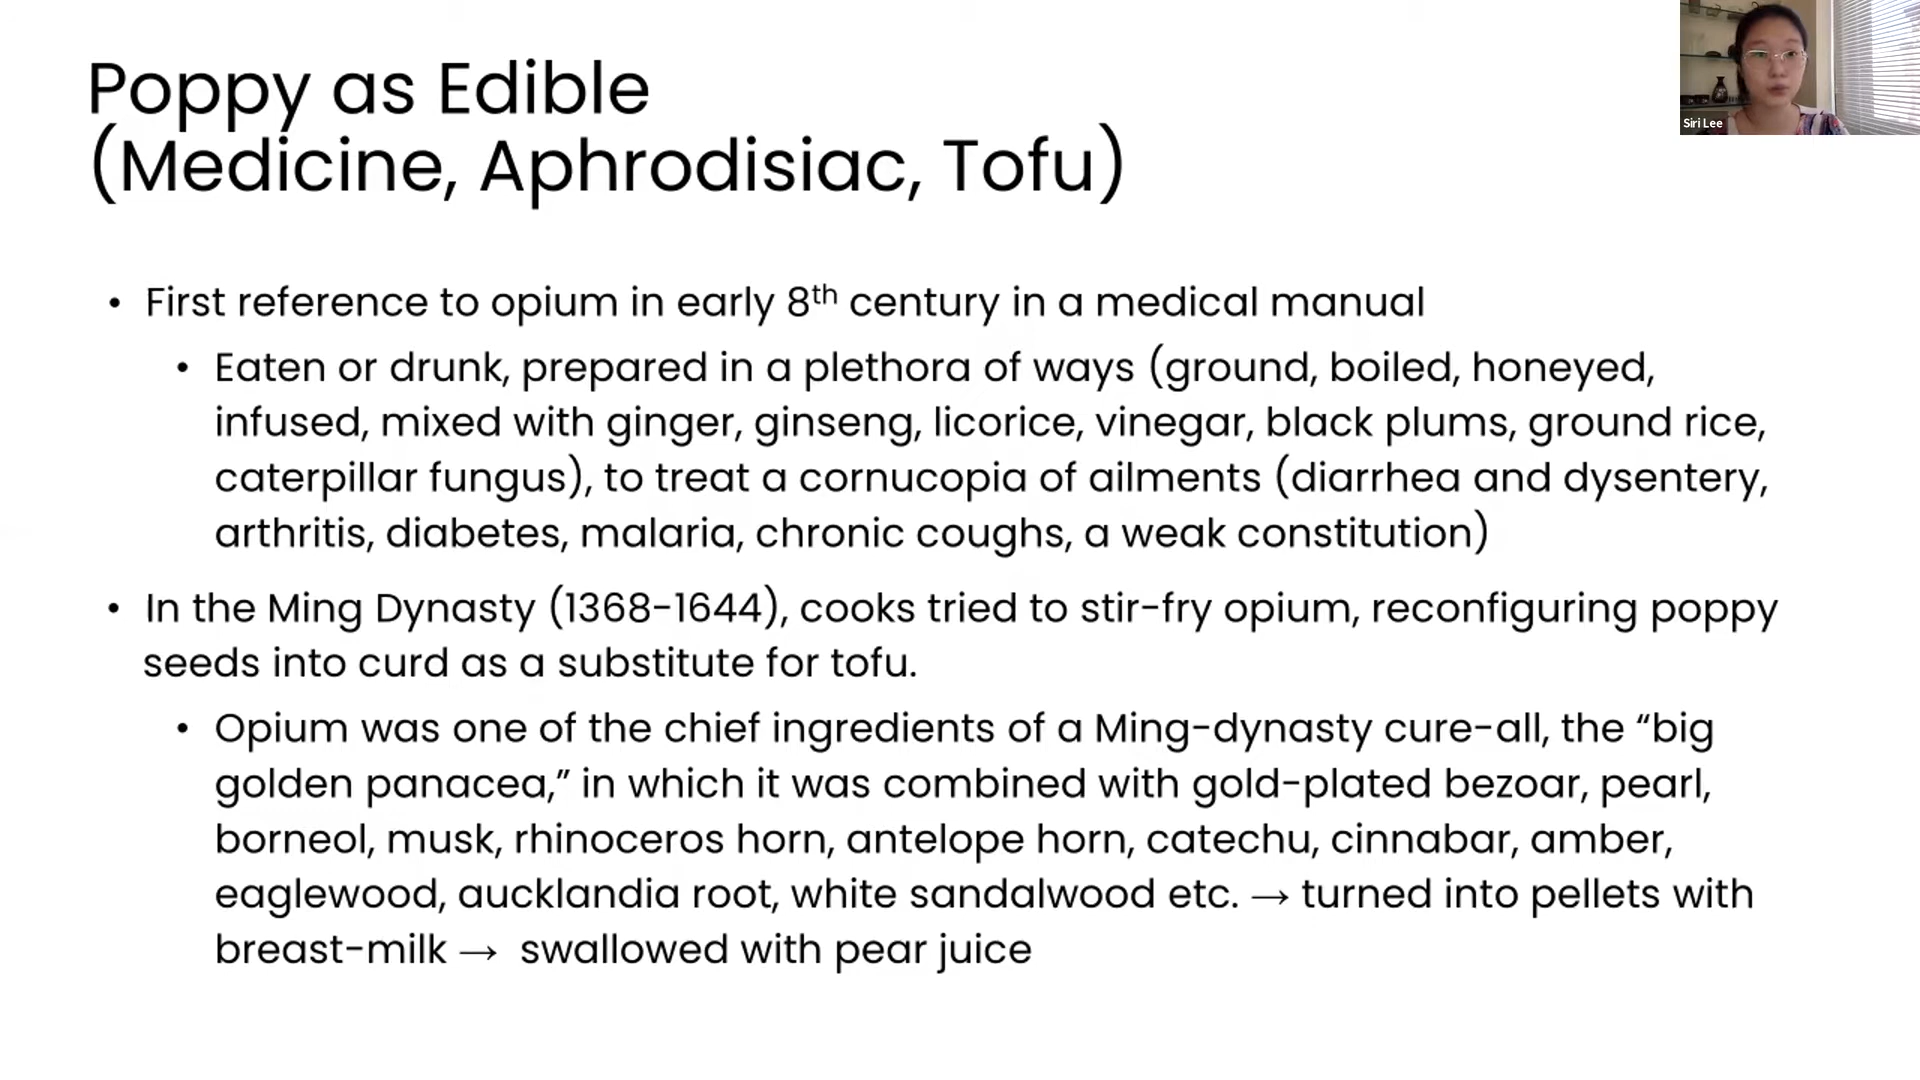 Poppy as Edible
(Medicine, Aphrodisiac, Tofu)
Siri Lee
• First reference to opium in early 8th century in a medical manual
• Eaten or drunk, prepared in a plethora of ways (ground, boiled, honeyed,
infused, mixed with ginger, ginseng, licorice, vinegar, black plums, ground rice,
caterpillar fungus), to treat a cornucopia of ailments (diarrhea and dysentery,
arthritis, diabetes, malaria, chronic coughs, a weak constitution)
• In the Ming Dynasty (1368-1644), cooks tried to stir-fry opium, reconfiguring poppy
seeds into curd as a substitute for tofu.
• Opium was one of the chief ingredients of a Ming-dynasty cure-all, the “big
golden panacea,” in which it was combined with gold-plated bezoar, pearl,
borneol, musk, rhinoceros horn, antelope horn, catechu, cinnabar, amber,
eaglewood, aucklandia root, white sandalwood etc. → turned into pellets with
breast-milk → swallowed with pear juice